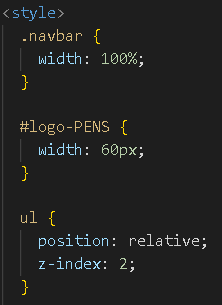 <style>
.navbar {
width: 100%;
}
#logo-PENS {
width: 60px;
}
ul {
position: relative;
z-index: 2;
}